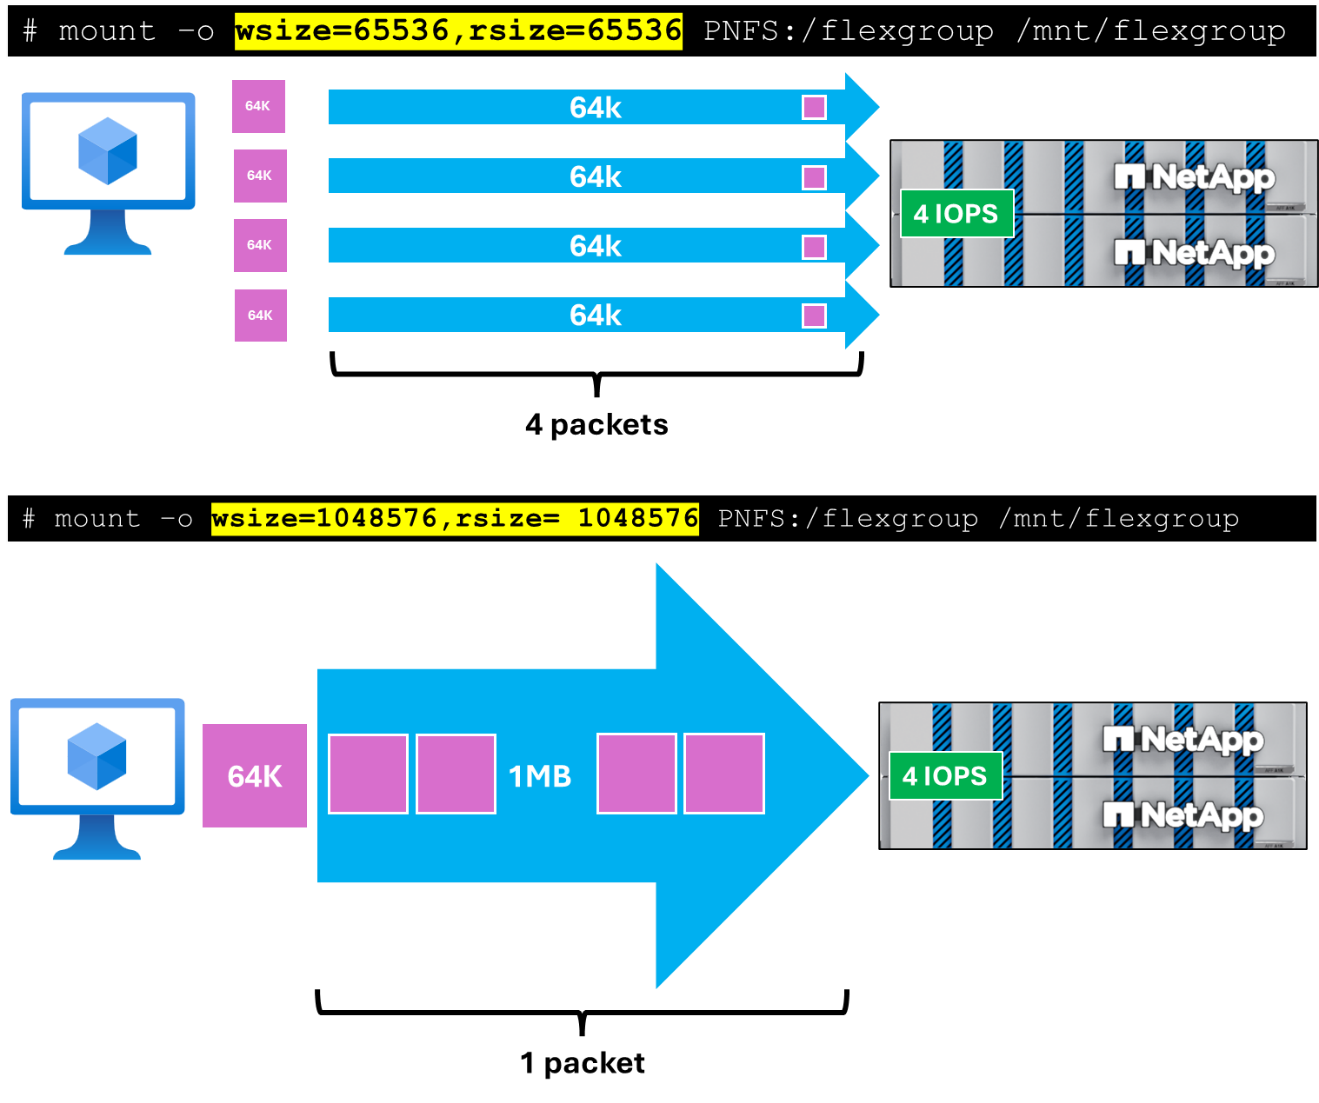 # mount –o wsize=65536,rsize=65536 PNFS:/flexgroup /mnt/flexgroup
64K 64k
64K 64k
64K 64k
64K 64k
NetApp
4 IOPS
NetApp
4 packets
# mount –o wsize=1048576,rsize= 1048576 PNFS:/flexgroup /mnt/flexgroup
64K 1MB
NetApp
4 IOPS
NetApp
1 packet